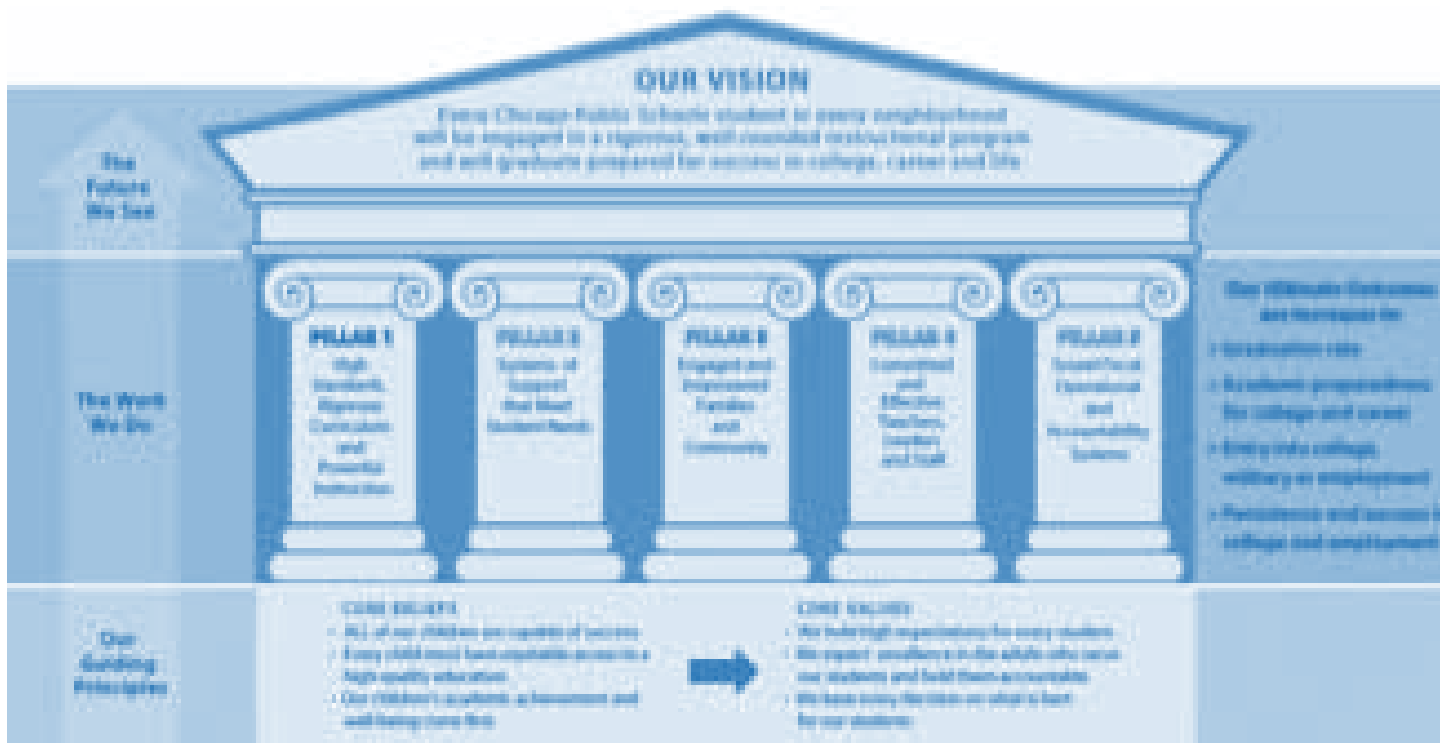 OUR VISION
Every Chicago Public Schools student in every neighborhood
will be engaged in a rigorous, well-rounded instructional program
and will graduate prepared for success in college, career and life
The
Future
We See
The Work
We Do
PILLAR 1
High
Standards,
Rigorous
Curriculum
and
Powerful
Instruction
PILLAR
Systems of
Support
that Meet
Student Needs
PILLAR
Engaged and
Empowered
Families
and
Community
PILLAR
Committed
and
Effective
Teachers,
Leaders
and Staff
PILLAR
Sound Fiscal
Operational
and
Accountability
Systems
Our Ultimate Outcomes
are Increases in
• Graduation rate
• Academic preparedness
for college and career
• Entry into college,
military or employment
• Persistence and success
college and employment
Our
Guiding
Principles
CORE BELIEFS
• ALL of our children are capable of success
• Every child must have equitable access to a
high quality education
• Our children's academic achievement and
well-being come first
CORE VALUES
• We hold high expectations for every student
• We expect excellence in the adults who serve
our students and hold them accountable
• We base every decision on what is best
for our students